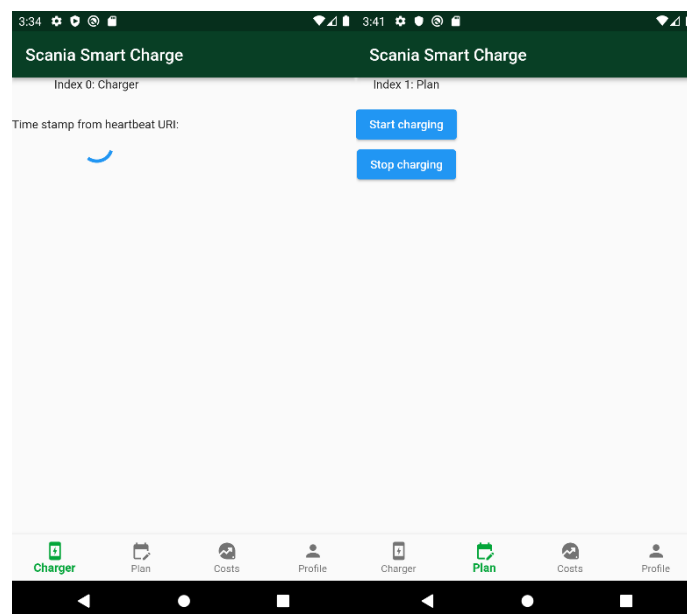 3:34
Scania Smart Charge
Index 0: Charger
Time stamp from heartbeat URI:
Charger
Plan
Costs
Profile
3:41
Scania Smart Charge
Index 1: Plan
Start charging
Stop charging
Charger
Plan
Costs
Profile